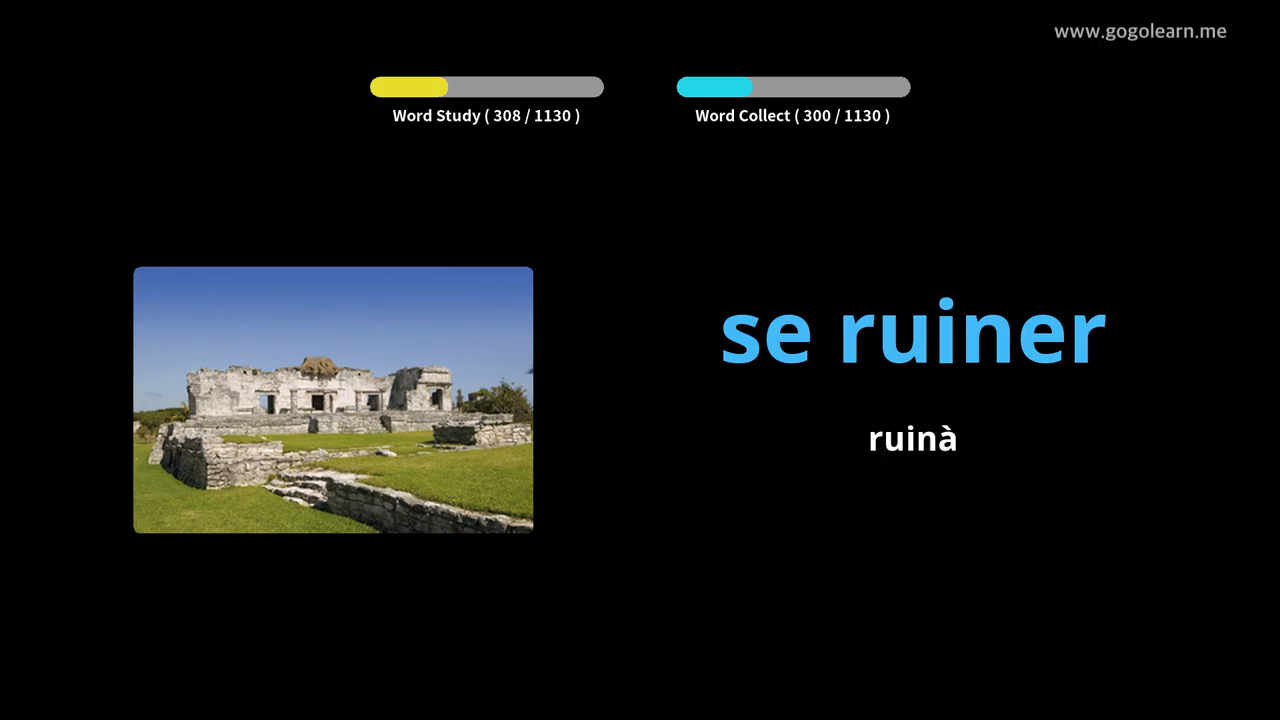 www.gogolearn.me
Word Study ( 308 / 1130 )
Word Collect ( 300 / 1130 )
se ruiner
ruinà